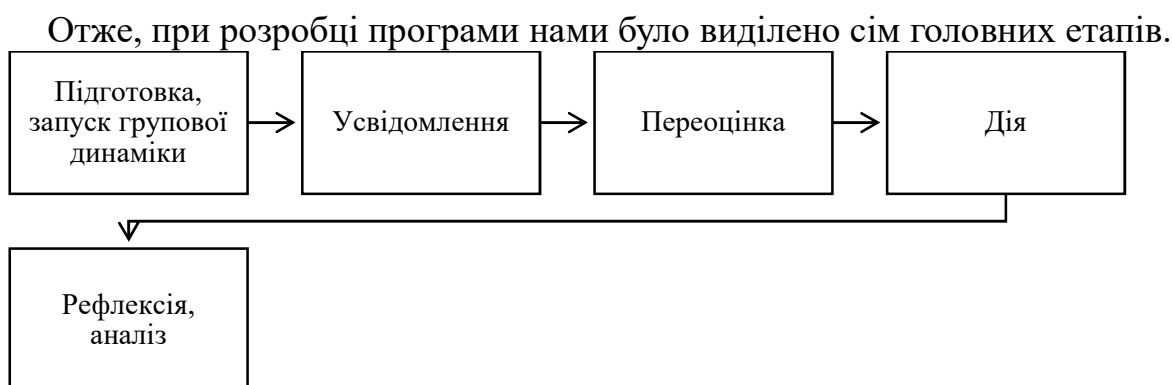 Отже, при розробці програми нами було виділено сім головних етапів.
Підготовка,
запуск групової
динаміки
Усвідомлення
Переоцінка
Дія
Рефлексія,
аналіз